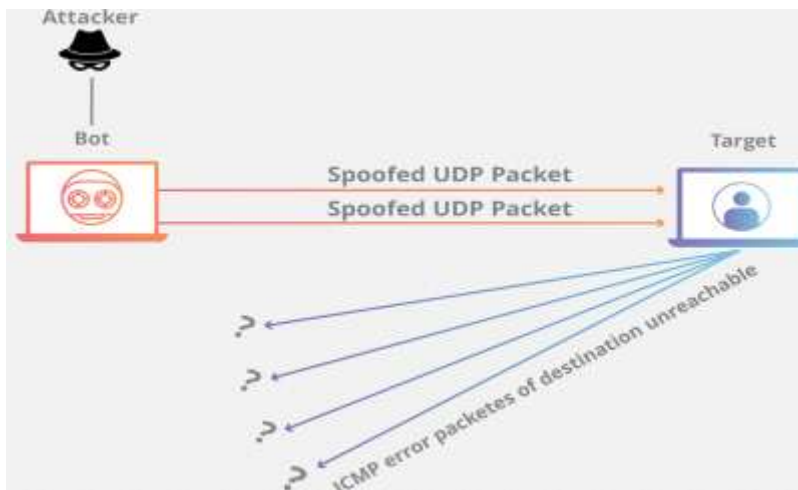 Attacker
Bot
Target
Spoofed UDP Packet
Spoofed UDP Packet
?
?
?
?
ICMP error packetes of destination unreachable